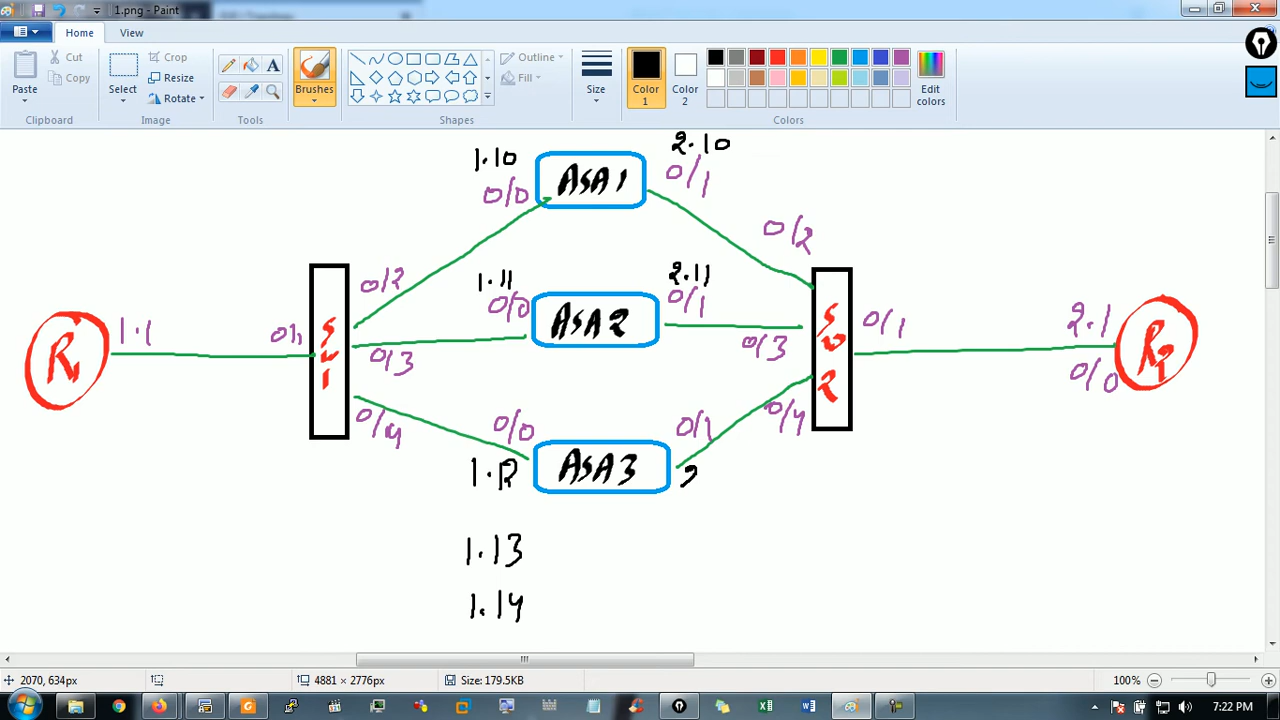 1.png - Paint
Home View
Paste Cut Copy Clipboard
Select Crop Resize Rotate Image
Tools
Brushes
Shapes
Outline Fill
Size
Color 1
Color 2
Edit colors
Colors
1.10 2.10
0/0 ASA1 0/1
0/2 0/2
1.11 2.11
0/0 ASA2 0/1
R1 1.1 SW1 0/3 0/3 SW2 0/1 2.1
0/0
0/4 0/0 0/1 0/4
ASA3
1.13
1.14
2070, 634px 4881 × 2776px Size: 179.5KB 100%
7:22 PM